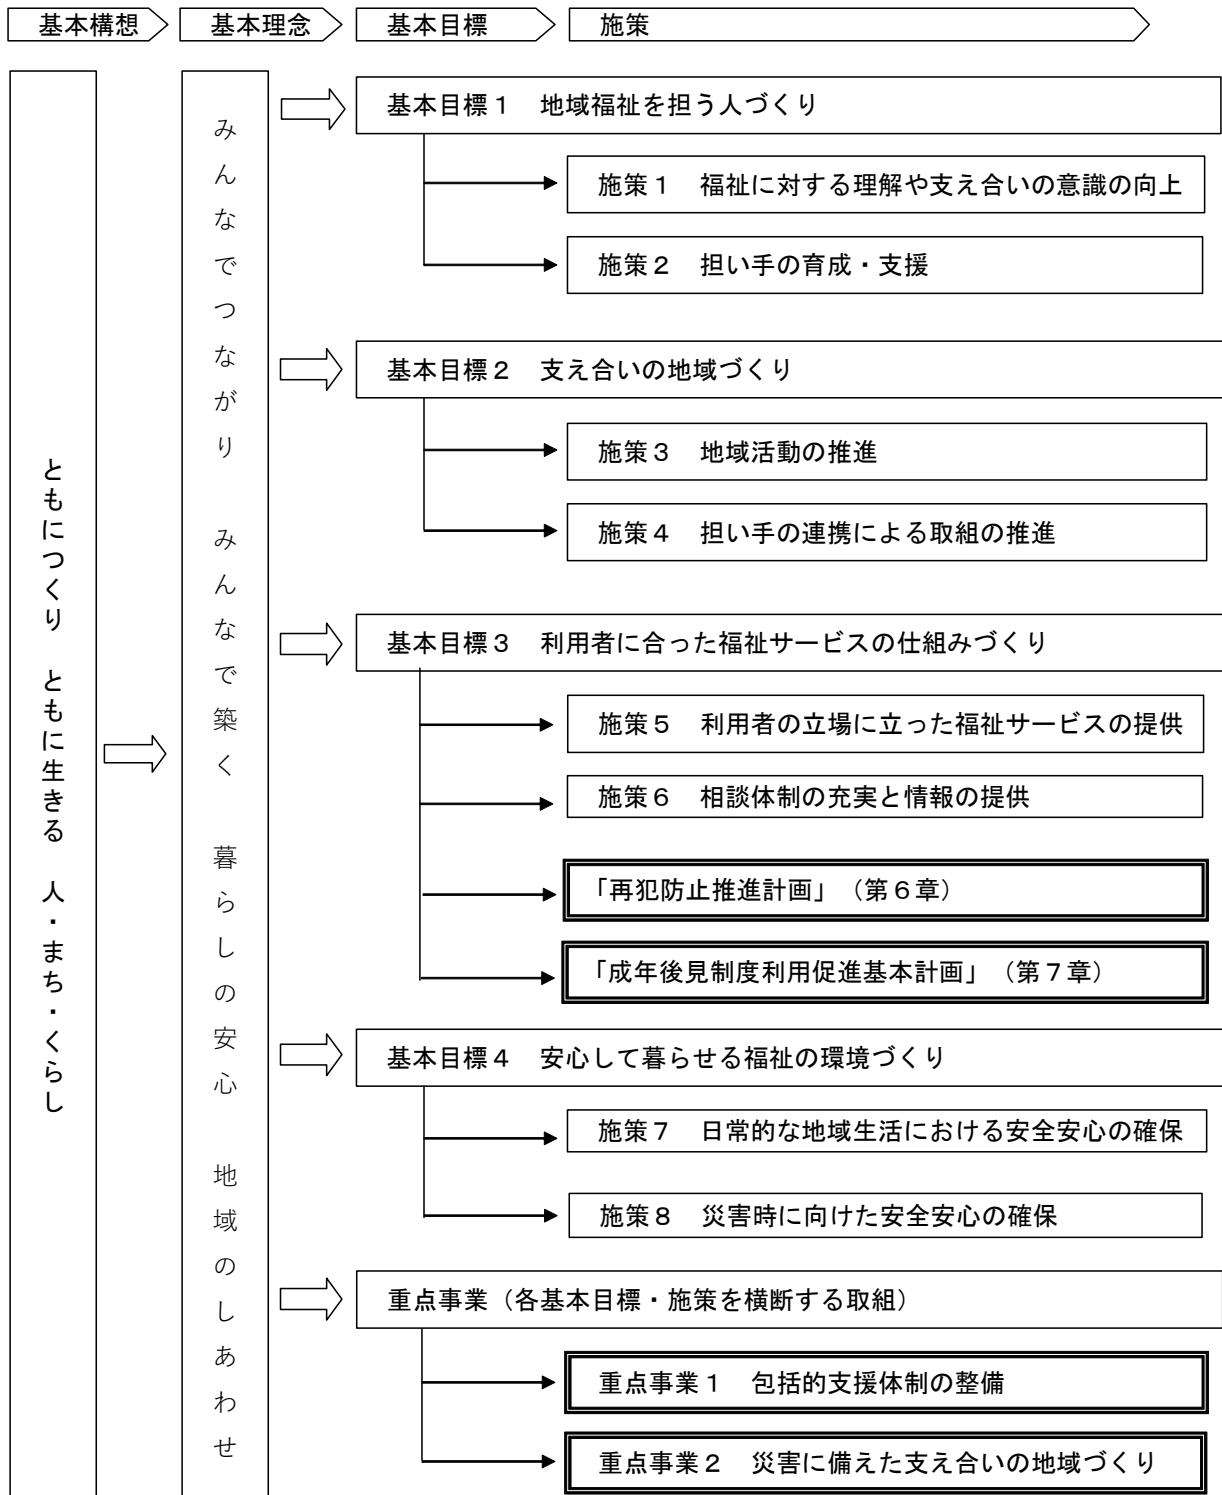 基本構想
基本理念
基本目標
施策
ともにつくり　ともに生きる　人・まち・くらし
みんなでつながり　みんなで築く　暮らしの安心　地域のしあわせ
基本目標１　地域福祉を担う人づくり
施策１　福祉に対する理解や支え合いの意識の向上
施策２　担い手の育成・支援
基本目標２　支え合いの地域づくり
施策３　地域活動の推進
施策４　担い手の連携による取組の推進
基本目標３　利用者に合った福祉サービスの仕組みづくり
施策５　利用者の立場に立った福祉サービスの提供
施策６　相談体制の充実と情報の提供
「再犯防止推進計画」（第６章）
「成年後見制度利用促進基本計画」（第７章）
基本目標４　安心して暮らせる福祉の環境づくり
施策７　日常的な地域生活における安全安心の確保
施策８　災害時に向けた安全安心の確保
重点事業（各基本目標・施策を横断する取組）
重点事業１　包括的支援体制の整備
重点事業２　災害に備えた支え合いの地域づくり